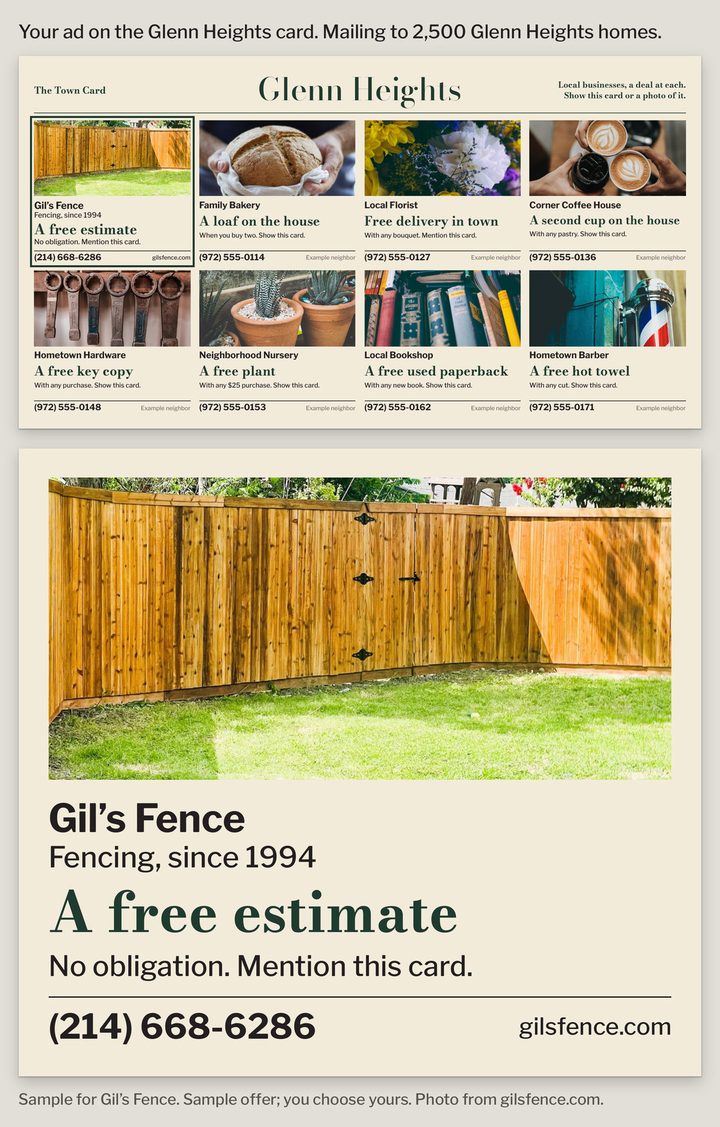 Your ad on the Glenn Heights card. Mailing to 2,500 Glenn Heights homes.
The Town Card
Glenn Heights
Local businesses, a deal at each.
Show this card or a photo of it.
Gil's Fence
Fencing, since 1994
A free estimate
No obligation. Mention this card.
(214) 668-6286
gilsfence.com
Family Bakery
A loaf on the house
When you buy two. Show this card.
(972) 555-0114
Example neighbor
Local Florist
Free delivery in town
With any bouquet. Mention this card.
(972) 555-0127
Example neighbor
Corner Coffee House
A second cup on the house
With any pastry. Show this card.
(972) 555-0136
Example neighbor
Hometown Hardware
A free key copy
With any purchase. Show this card.
(972) 555-0148
Example neighbor
Neighborhood Nursery
A free plant
With any $25 purchase. Show this card.
(972) 555-0153
Example neighbor
Local Bookshop
A free used paperback
With any new book. Show this card.
(972) 555-0162
Example neighbor
Hometown Barber
A free hot towel
With any cut. Show this card.
(972) 555-0171
Example neighbor
Gil's Fence
Fencing, since 1994
A free estimate
No obligation. Mention this card.
(214) 668-6286
gilsfence.com
Sample for Gil's Fence. Sample offer; you choose yours. Photo from gilsfence.com.